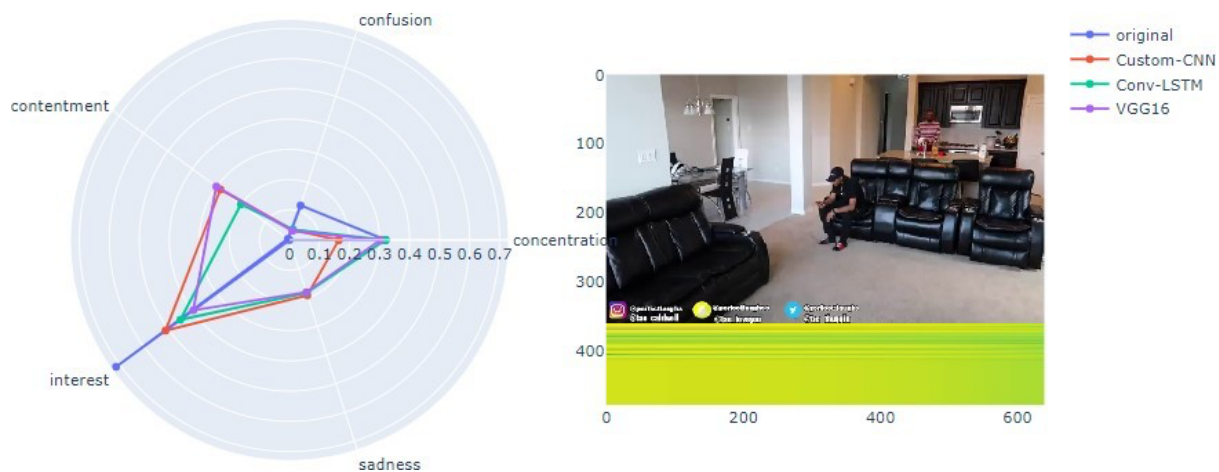 confusion
contentment
concentration
0 0.1 0.2 0.3 0.4 0.5 0.6 0.7
interest
sadness
original
Custom-CNN
Conv-LSTM
VGG16
0
100
200
300
400
0 200 400 600